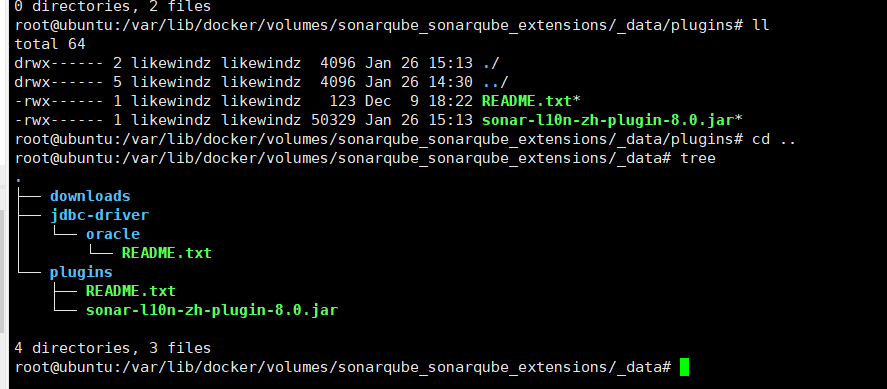 0 directories, 2 files
root@ubuntu:/var/lib/docker/volumes/sonarqube_sonarqube_extensions/_data/plugins# ll
total 64
drwx------ 2 likewindz likewindz  4096 Jan 26 15:13 ./
drwx------ 5 likewindz likewindz  4096 Jan 26 14:30 ../
-rwx------ 1 likewindz likewindz   123 Dec  9 18:22 README.txt*
-rwx------ 1 likewindz likewindz 50329 Jan 26 15:13 sonar-l10n-zh-plugin-8.0.jar*
root@ubuntu:/var/lib/docker/volumes/sonarqube_sonarqube_extensions/_data/plugins# cd ..
root@ubuntu:/var/lib/docker/volumes/sonarqube_sonarqube_extensions/_data# tree
.
├── downloads
├── jdbc-driver
│   └── oracle
│       └── README.txt
└── plugins
    ├── README.txt
    └── sonar-l10n-zh-plugin-8.0.jar
4 directories, 3 files
root@ubuntu:/var/lib/docker/volumes/sonarqube_sonarqube_extensions/_data#